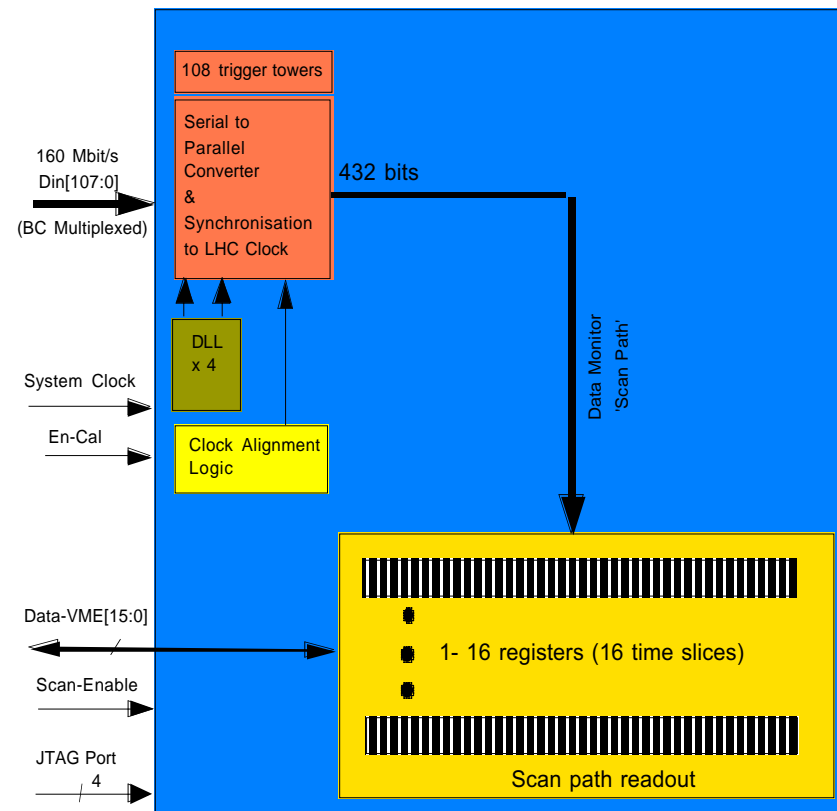 108 trigger towers
Serial to
Parallel
Converter
&
Synchronisation
to LHC Clock
432 bits
160 Mbit/s
Din[107:0]
(BC Multiplexed)
DLL
x 4
System Clock
En-Cal
Clock Alignment
Logic
Data Monitor
'Scan Path'
Data-VME[15:0]
1- 16 registers (16 time slices)
Scan-Enable
JTAG Port
4
Scan path readout